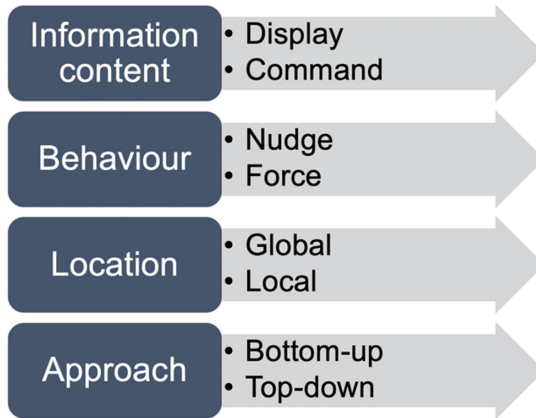 Information
content
• Display
• Command
Behaviour
• Nudge
• Force
Location
• Global
• Local
Approach
• Bottom-up
• Top-down